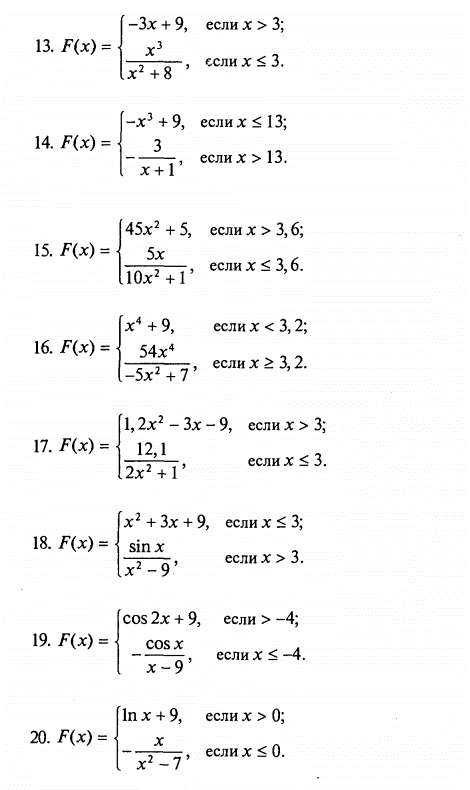 13. F(x) = { −3x + 9, если x > 3;
x³ / (x² + 8), если x ≤ 3.
14. F(x) = { −x³ + 9, если x ≤ 13;
−3 / (x + 1), если x > 13.
15. F(x) = { 45x² + 5, если x > 3,6;
5x / (10x² + 1), если x ≤ 3,6.
16. F(x) = { x⁴ + 9, если x < 3,2;
54x⁴ / (−5x² + 7), если x ≥ 3,2.
17. F(x) = { 1,2x² − 3x − 9, если x > 3;
12,1 / (2x² + 1), если x ≤ 3.
18. F(x) = { x² + 3x + 9, если x ≤ 3;
sin x / (x² − 9), если x > 3.
19. F(x) = { cos 2x + 9, если > −4;
−cos x / (x − 9), если x ≤ −4.
20. F(x) = { ln x + 9, если x > 0;
−x / (x² − 7), если x ≤ 0.